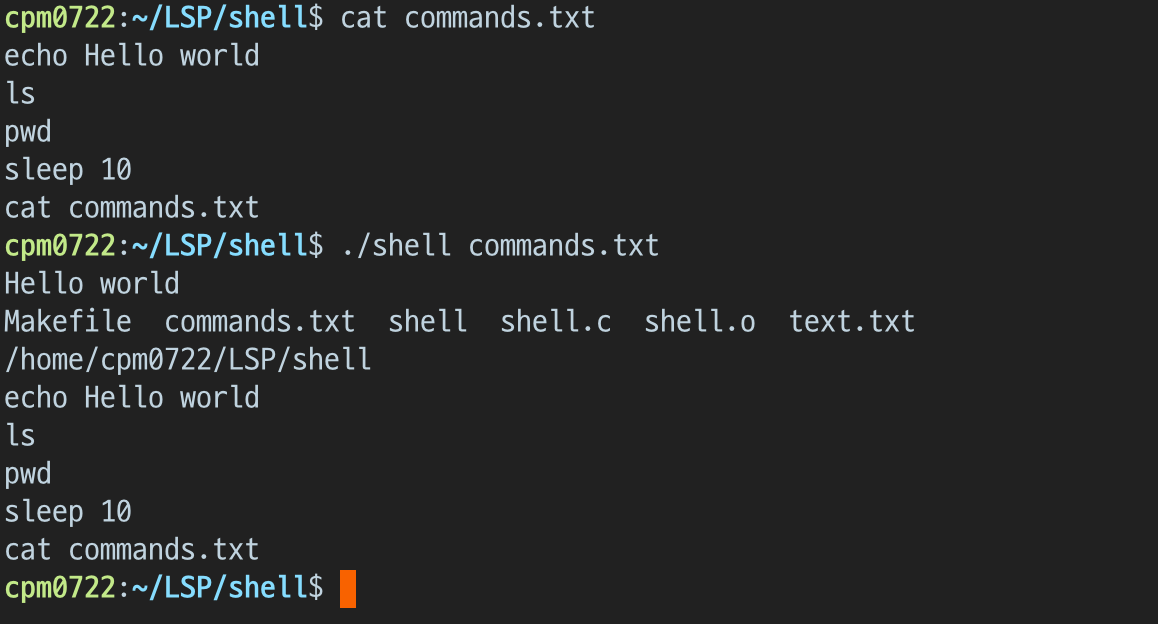 cpm0722:~/LSP/shell$ cat commands.txt
echo Hello world
ls
pwd
sleep 10
cat commands.txt
cpm0722:~/LSP/shell$ ./shell commands.txt
Hello world
Makefile  commands.txt  shell  shell.c  shell.o  text.txt
/home/cpm0722/LSP/shell
echo Hello world
ls
pwd
sleep 10
cat commands.txt
cpm0722:~/LSP/shell$